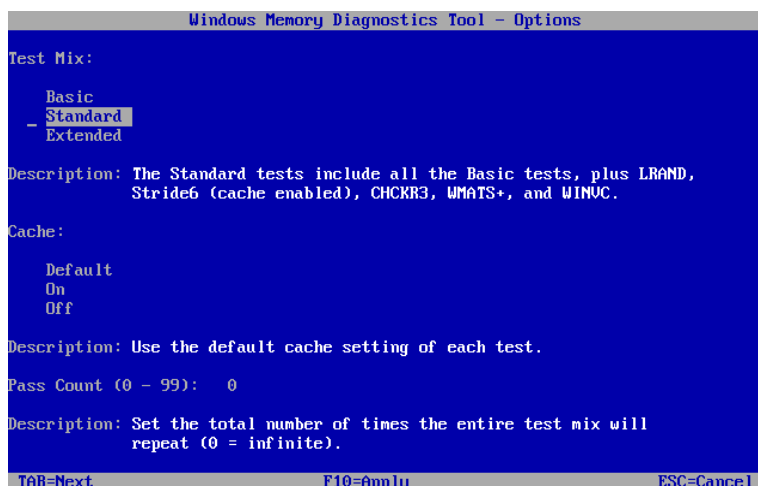 Windows Memory Diagnostics Tool - Options
Test Mix:
Basic
_ Standard
Extended
Description: The Standard tests include all the Basic tests, plus LRAND,
Stride6 (cache enabled), CHCKR3, WMATS+, and WINVC.
Cache:
Default
On
Off
Description: Use the default cache setting of each test.
Pass Count (0 - 99): 0
Description: Set the total number of times the entire test mix will
repeat (0 = infinite).
TAB=Next F10=Apply ESC=Cancel